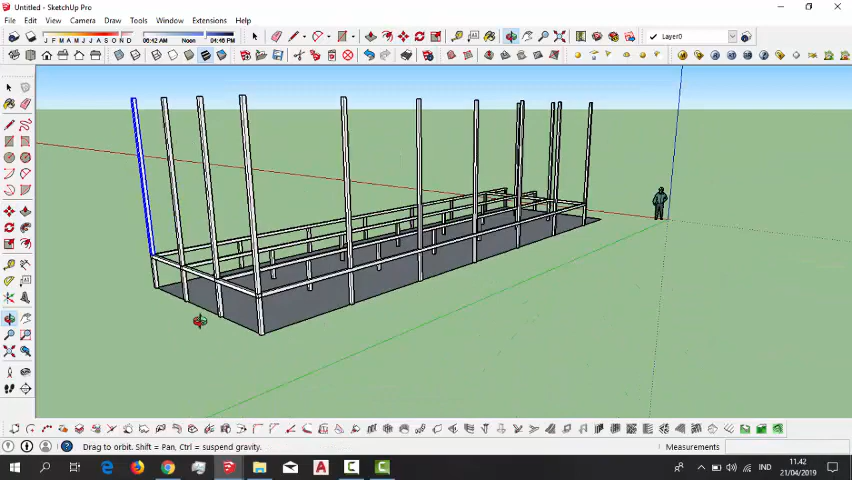 Untitled - SketchUp Pro
File Edit View Camera Draw Tools Window Extensions Help
J F M A M J J A S O N D 06:42 AM Noon 04:46 PM Layer0
Drag to orbit. Shift = Pan, Ctrl = suspend gravity. Measurements
IND 11.42
21/04/2019